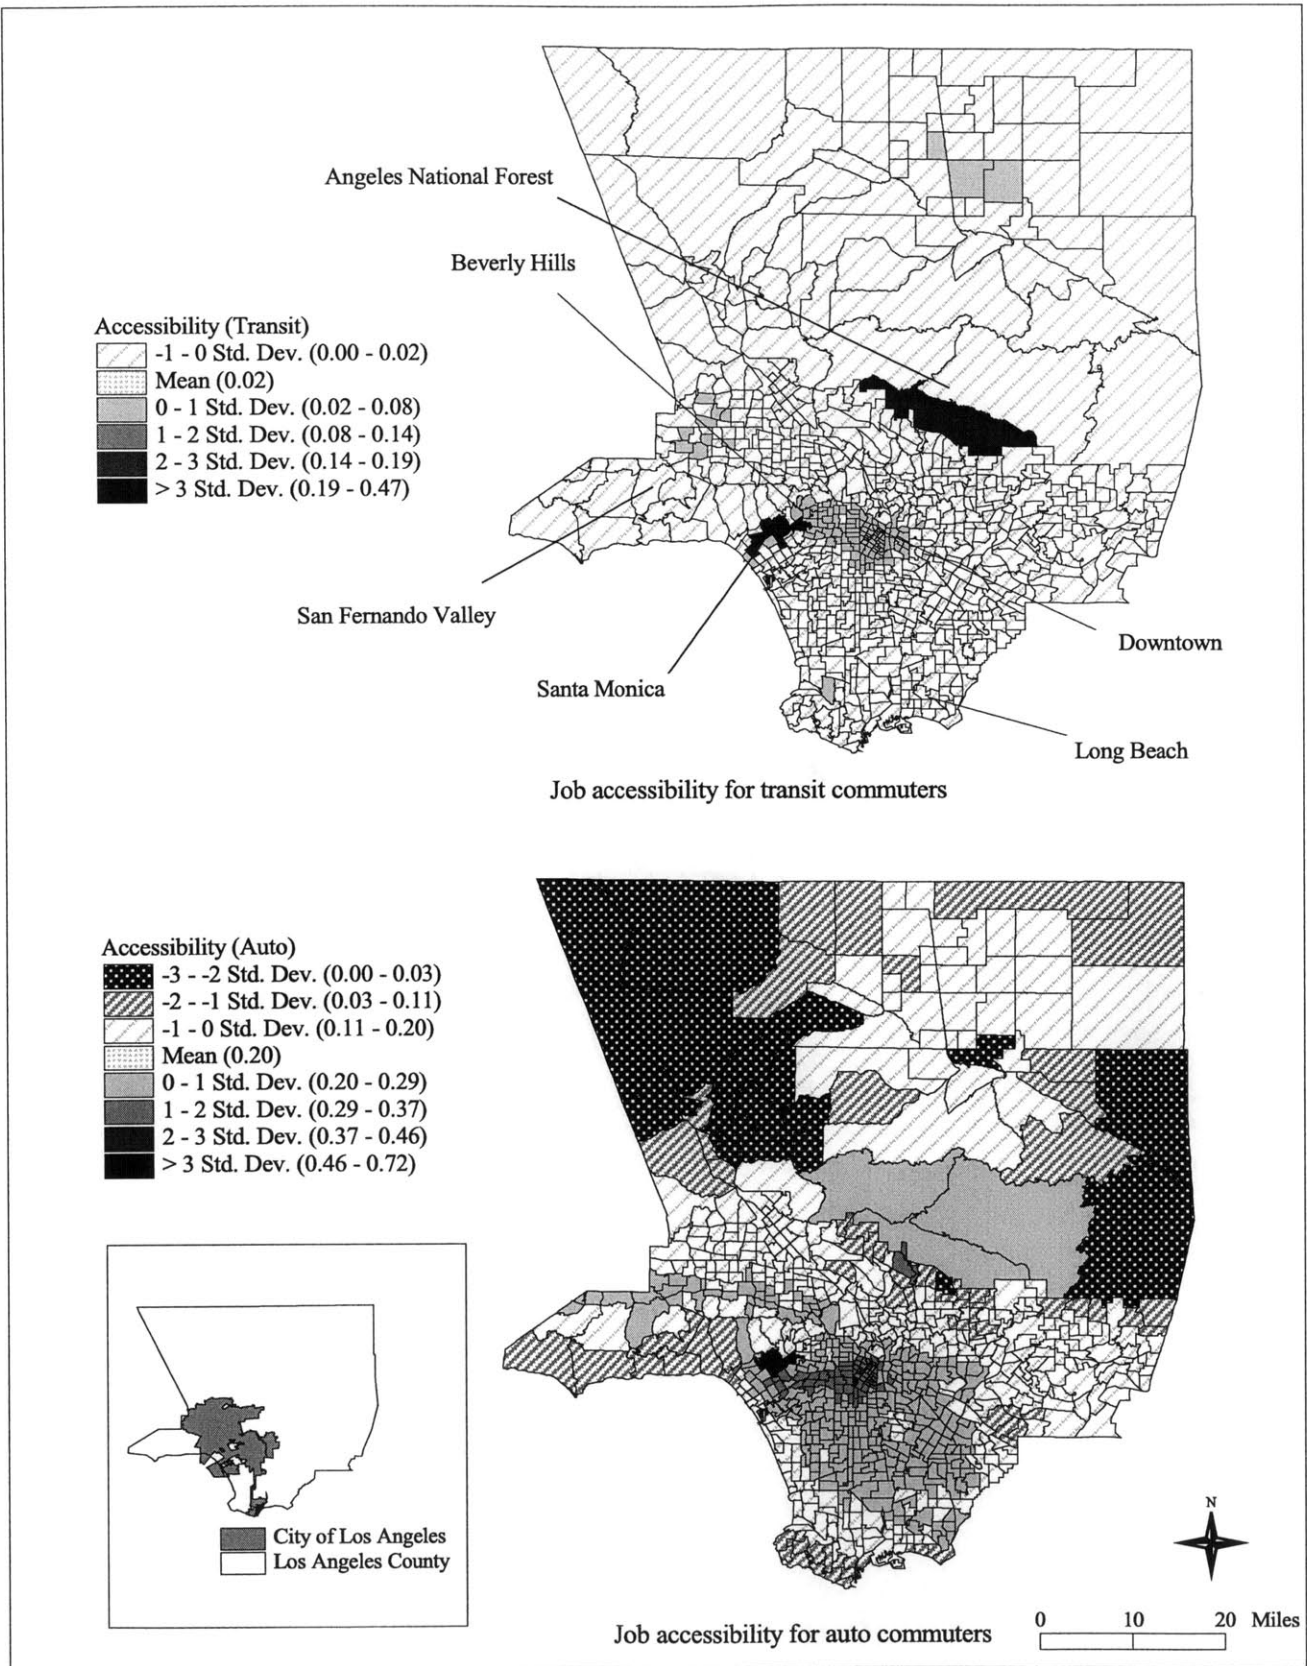 Angeles National Forest
Beverly Hills
Accessibility (Transit)
-1 - 0 Std. Dev. (0.00 - 0.02)
Mean (0.02)
0 - 1 Std. Dev. (0.02 - 0.08)
1 - 2 Std. Dev. (0.08 - 0.14)
2 - 3 Std. Dev. (0.14 - 0.19)
> 3 Std. Dev. (0.19 - 0.47)
San Fernando Valley
Downtown
Santa Monica
Long Beach
Job accessibility for transit commuters
Accessibility (Auto)
-3 - -2 Std. Dev. (0.00 - 0.03)
-2 - -1 Std. Dev. (0.03 - 0.11)
-1 - 0 Std. Dev. (0.11 - 0.20)
Mean (0.20)
0 - 1 Std. Dev. (0.20 - 0.29)
1 - 2 Std. Dev. (0.29 - 0.37)
2 - 3 Std. Dev. (0.37 - 0.46)
> 3 Std. Dev. (0.46 - 0.72)
City of Los Angeles
Los Angeles County
N
0 10 20 Miles
Job accessibility for auto commuters